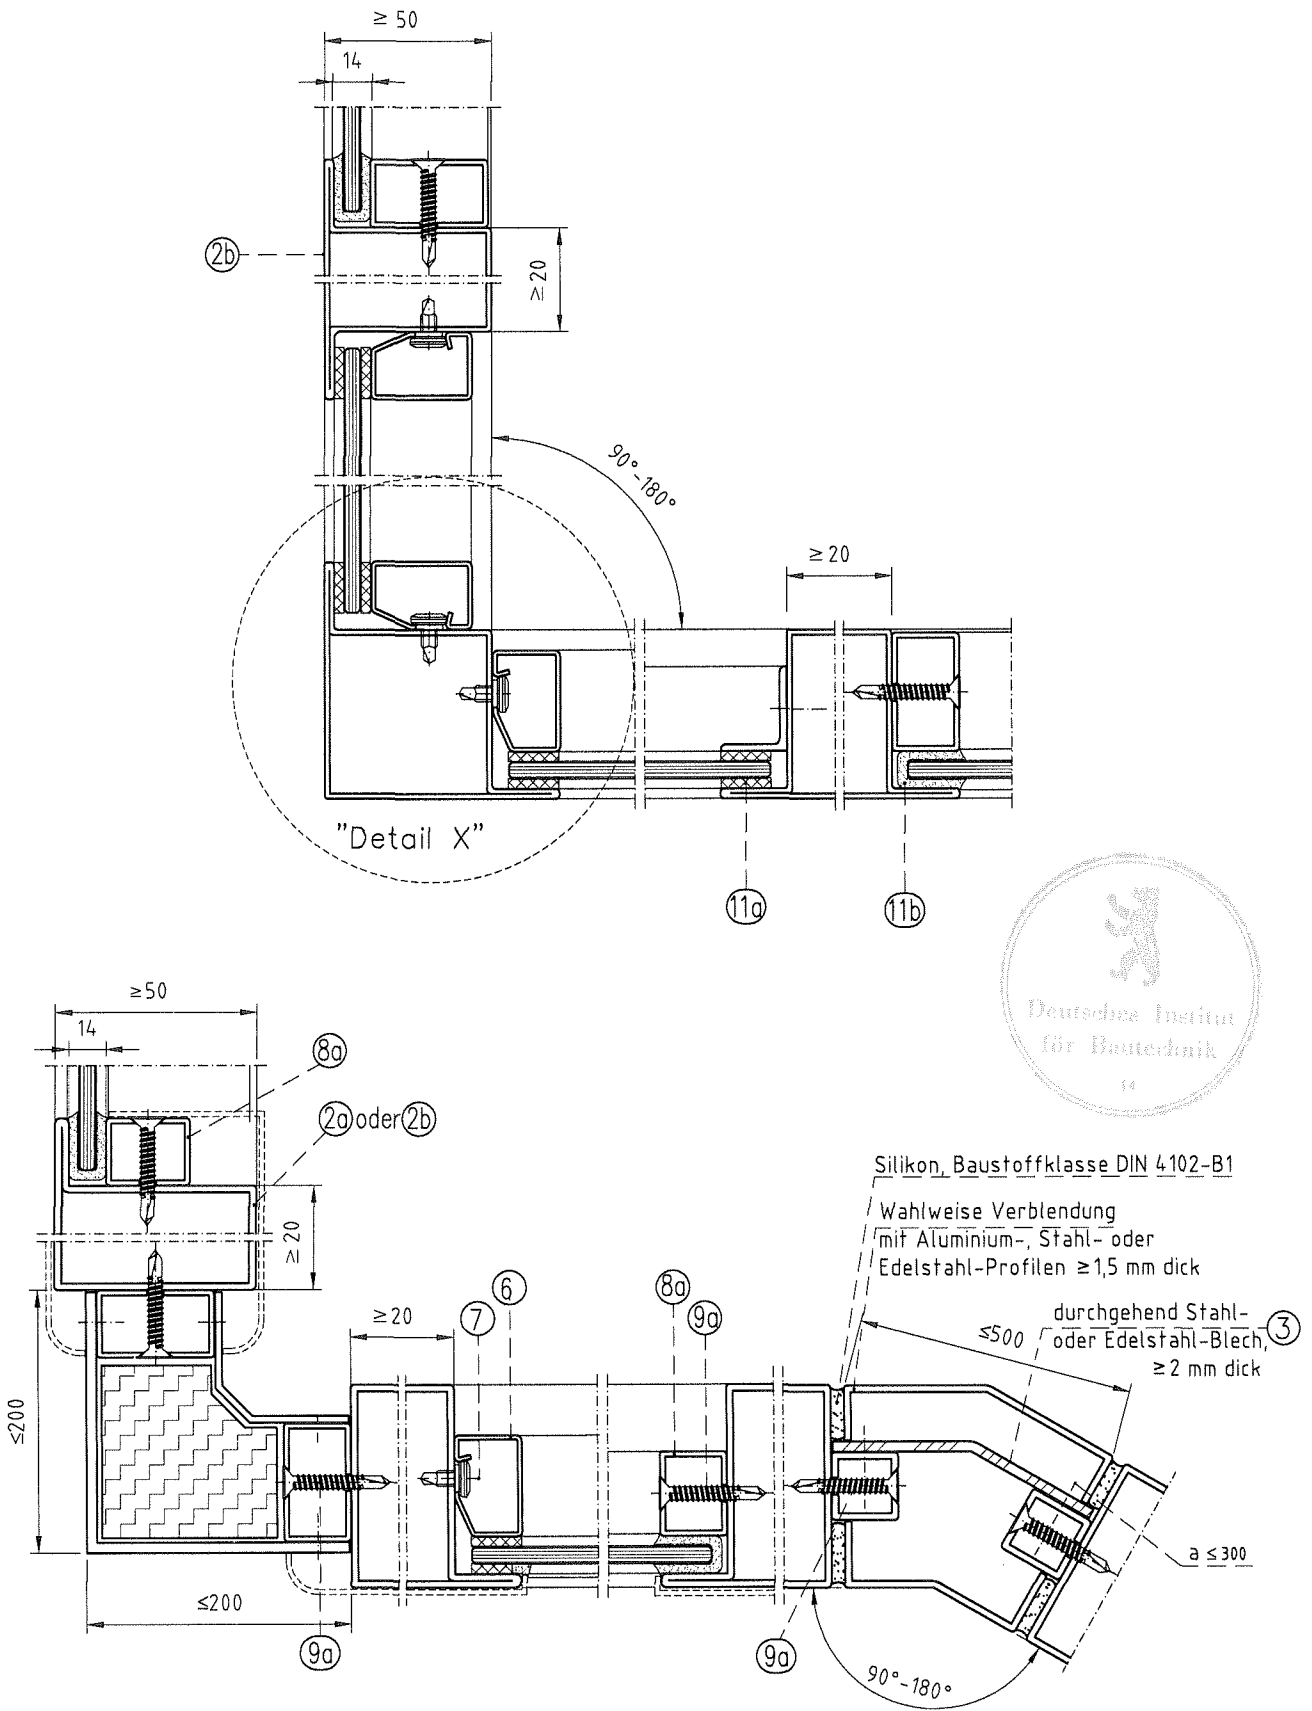 ≥ 50
14
2b
≥20
90°-180°
≥20
"Detail X"
11a
11b
Deutsches Institut
för Bautechnik
14
≥50
14
8a
2a oder 2b
≥20
Silikon, Baustoffklasse DIN 4102-B1
Wahlweise Verblendung
mit Aluminium-, Stahl- oder
Edelstahl-Profilen ≥1,5 mm dick
durchgehend Stahl- 3
oder Edelstahl-Blech,
≥2 mm dick
≤500
≥20
7
6
8a
9a
≤200
a ≤300
≤200
9a
9a
90°-180°